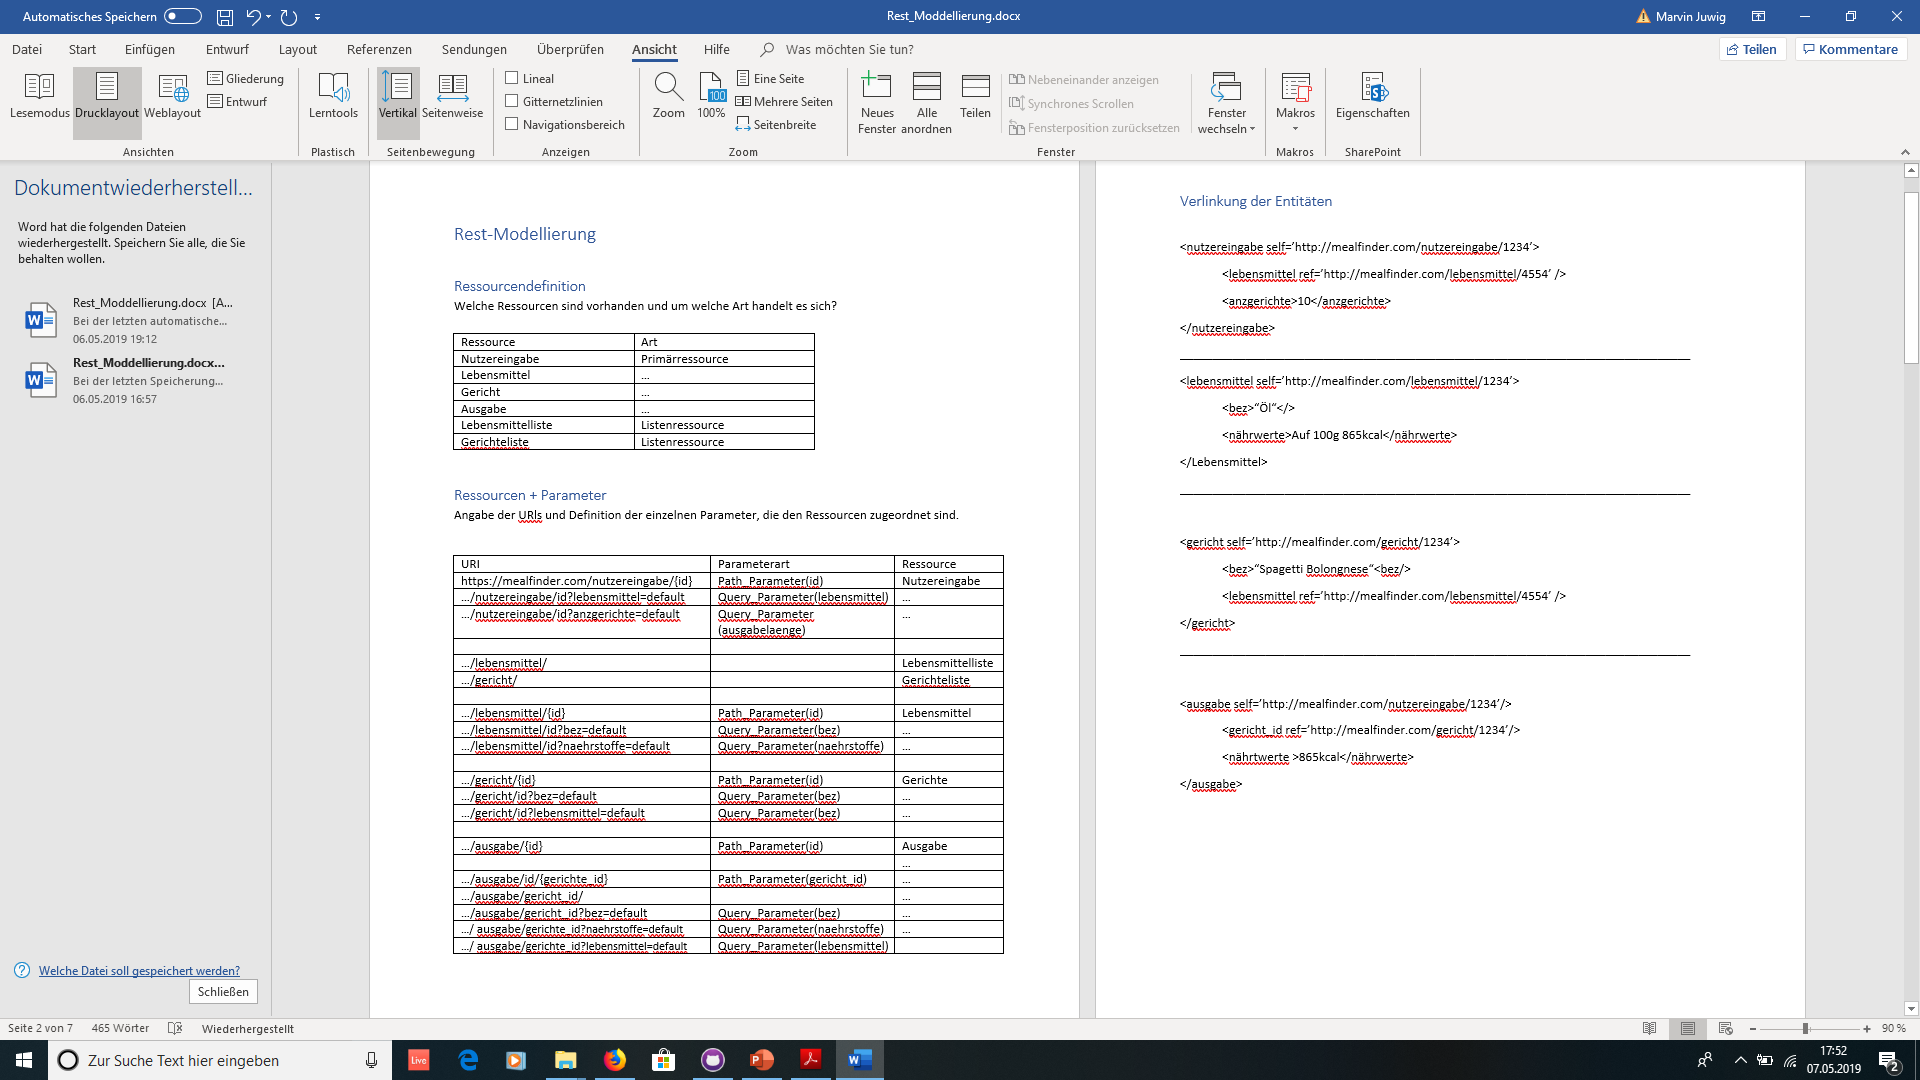 Automatisches Speichern
Rest_Moddellierung.docx
Marvin Juwig
Datei Start Einfügen Entwurf Layout Referenzen Sendungen Überprüfen Ansicht Hilfe Was möchten Sie tun? Teilen Kommentare
Lesemodus Drucklayout Weblayout
Gliederung
Entwurf
Ansichten
Lerntools
Plastisch
Vertikal Seitenweise
Seitenbewegung
Lineal
Gitternetzlinien
Navigationsbereich
Anzeigen
Zoom 100%
100
Eine Seite
Mehrere Seiten
Seitenbreite
Zoom
Neues Fenster
Alle anordnen
Teilen
Nebeneinander anzeigen
Synchrones Scrollen
Fensterposition zurücksetzen
Fenster wechseln
Fenster
Makros
Makros
Eigenschaften
SharePoint
Dokumentwiederherstell...
Word hat die folgenden Dateien
wiederhergestellt. Speichern Sie alle, die Sie
behalten wollen.
Rest_Moddellierung.docx [A...
Bei der letzten automatische...
06.05.2019 19:12
Rest_Moddellierung.docx...
Bei der letzten Speicherung...
06.05.2019 16:57
Welche Datei soll gespeichert werden?
Schließen
Rest-Modellierung
Ressourcendefinition
Welche Ressourcen sind vorhanden und um welche Art handelt es sich?
Ressource Art
Nutzereingabe Primärressource
Lebensmittel ...
Gericht ...
Ausgabe ...
Lebensmittelliste Listenressource
Gerichteliste Listenressource
Ressourcen + Parameter
Angabe der URIs und Definition der einzelnen Parameter, die den Ressourcen zugeordnet sind.
URI Parameterart Ressource
https://mealfinder.com/nutzereingabe/{id} Path_Parameter(id) Nutzereingabe
.../nutzereingabe/id?lebensmittel=default Query_Parameter(lebensmittel) ...
.../nutzereingabe/id?anzgerichte=default Query_Parameter ...
(ausgabelaenge)
.../lebensmittel/ Lebensmittelliste
.../gericht/ Gerichteliste
.../lebensmittel/{id} Path_Parameter(id) Lebensmittel
.../lebensmittel/id?bez=default Query_Parameter(bez) ...
.../lebensmittel/id?naehrstoffe=default Query_Parameter(naehrstoffe) ...
.../gericht/{id} Path_Parameter(id) Gerichte
.../gericht/id?bez=default Query_Parameter(bez) ...
.../gericht/id?lebensmittel=default Query_Parameter(bez) ...
.../ausgabe/{id} Path_Parameter(id) Ausgabe
...
.../ausgabe/id/{gerichte_id} Path_Parameter(gericht_id) ...
.../ausgabe/gericht_id/ ...
.../ausgabe/gericht_id?bez=default Query_Parameter(bez) ...
.../ ausgabe/gerichte_id?naehrstoffe=default Query_Parameter(naehrstoffe) ...
.../ ausgabe/gerichte_id?lebensmittel=default Query_Parameter(lebensmittel)
Verlinkung der Entitäten
<nutzereingabe self='http://mealfinder.com/nutzereingabe/1234'>
<lebensmittel ref='http://mealfinder.com/lebensmittel/4554' />
<anzgerichte>10</anzgerichte>
</nutzereingabe>
<lebensmittel self='http://mealfinder.com/lebensmittel/1234'>
<bez>“Öl“</>
<nährwerte>Auf 100g 865kcal</nährwerte>
</Lebensmittel>
<gericht self='http://mealfinder.com/gericht/1234'>
<bez>“Spagetti Bolongnese“<bez/>
<lebensmittel ref='http://mealfinder.com/lebensmittel/4554' />
</gericht>
<ausgabe self='http://mealfinder.com/nutzereingabe/1234'/>
<gericht_id ref='http://mealfinder.com/gericht/1234'/>
<nährtwerte >865kcal</nährwerte>
</ausgabe>
Seite 2 von 7 465 Wörter Wiederhergestellt
90 %
Zur Suche Text hier eingeben
Live
17:52
07.05.2019
2